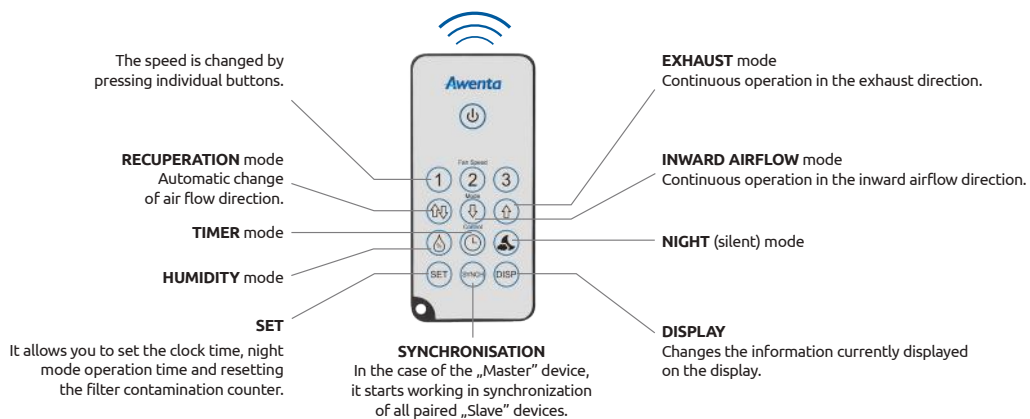 The speed is changed by
pressing individual buttons.
RECUPERATION mode
Automatic change
of air flow direction.
TIMER mode
HUMIDITY mode
SET
It allows you to set the clock time, night
mode operation time and resetting
the filter contamination counter.
Awenta
Fan Speed
1 2 3
Mode
Control
SET SYNCH DISP
SYNCHRONISATION
In the case of the „Master” device,
it starts working in synchronization
of all paired „Slave” devices.
EXHAUST mode
Continuous operation in the exhaust direction.
INWARD AIRFLOW mode
Continuous operation in the inward airflow direction.
NIGHT (silent) mode
DISPLAY
Changes the information currently displayed
on the display.